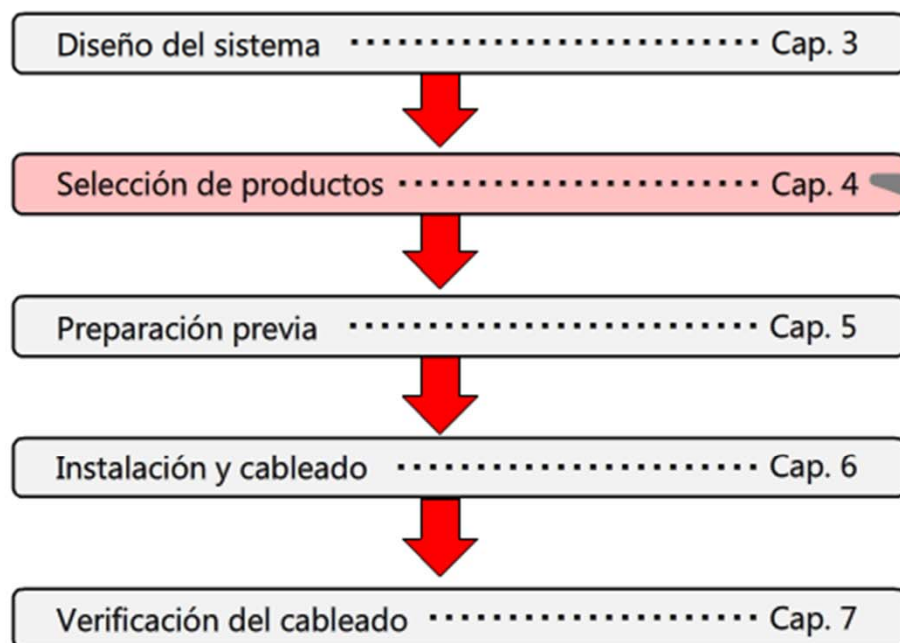 Diseño del sistema ·························· Cap. 3
Selección de productos ······················· Cap. 4
Preparación previa ·························· Cap. 5
Instalación y cableado ······················· Cap. 6
Verificación del cableado ····················· Cap. 7